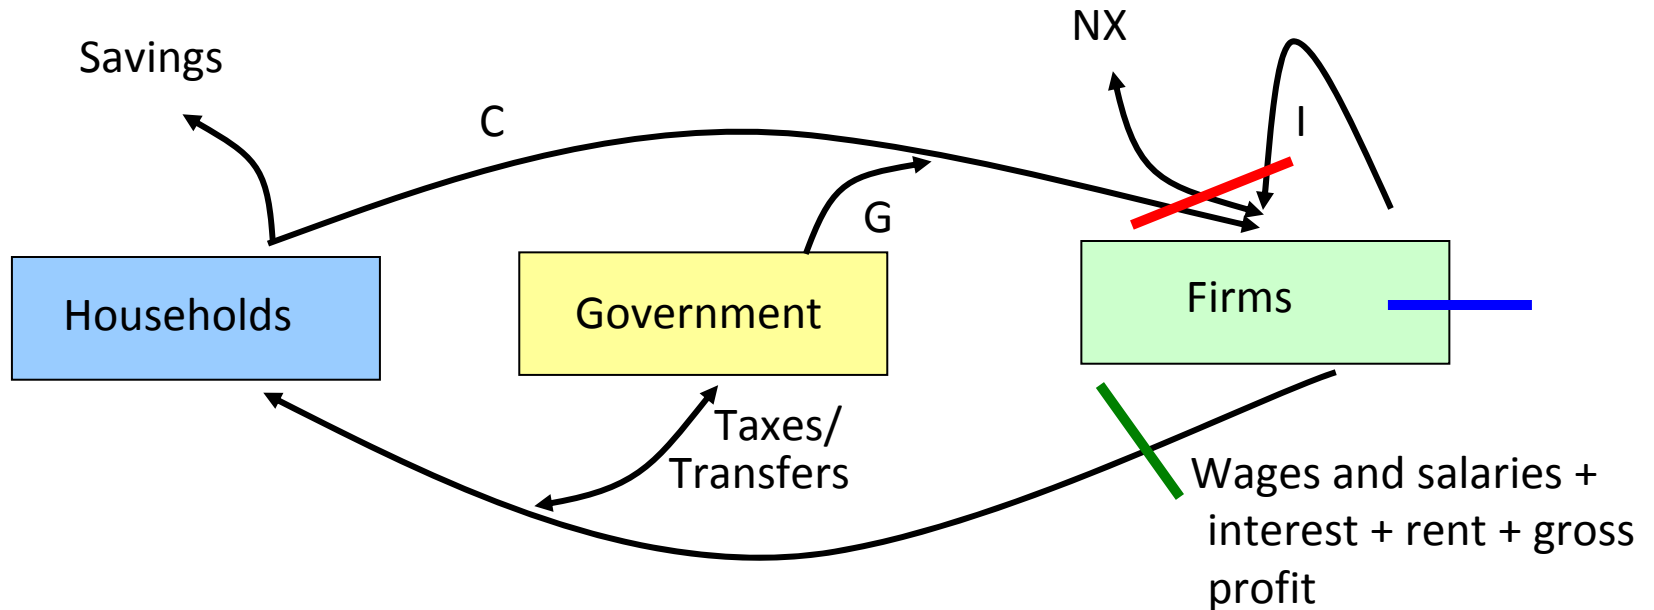 NX
Savings
C
I
G
Households
Government
Firms
Taxes/
Transfers
Wages and salaries +
interest + rent + gross
profit